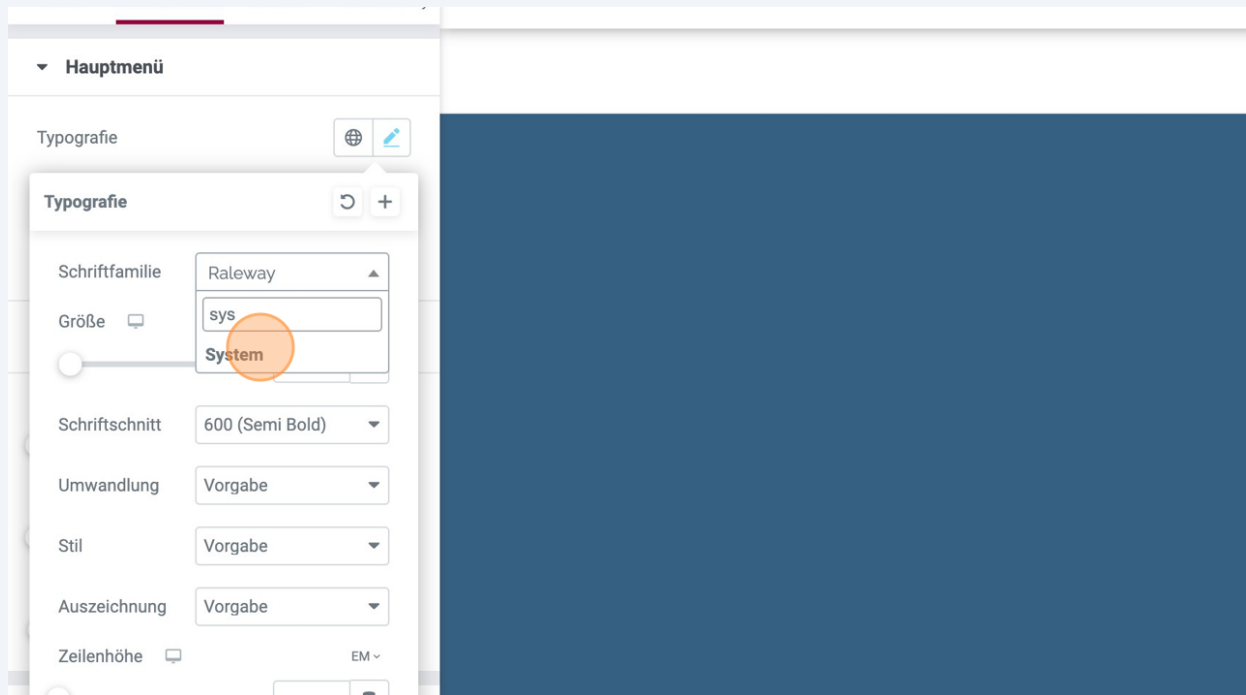 Hauptmenü
Typografie
Typografie
Schriftfamilie
Raleway
sys
Größe
System
Schriftschnitt
600 (Semi Bold)
Umwandlung
Vorgabe
Stil
Vorgabe
Auszeichnung
Vorgabe
Zeilenhöhe
EM